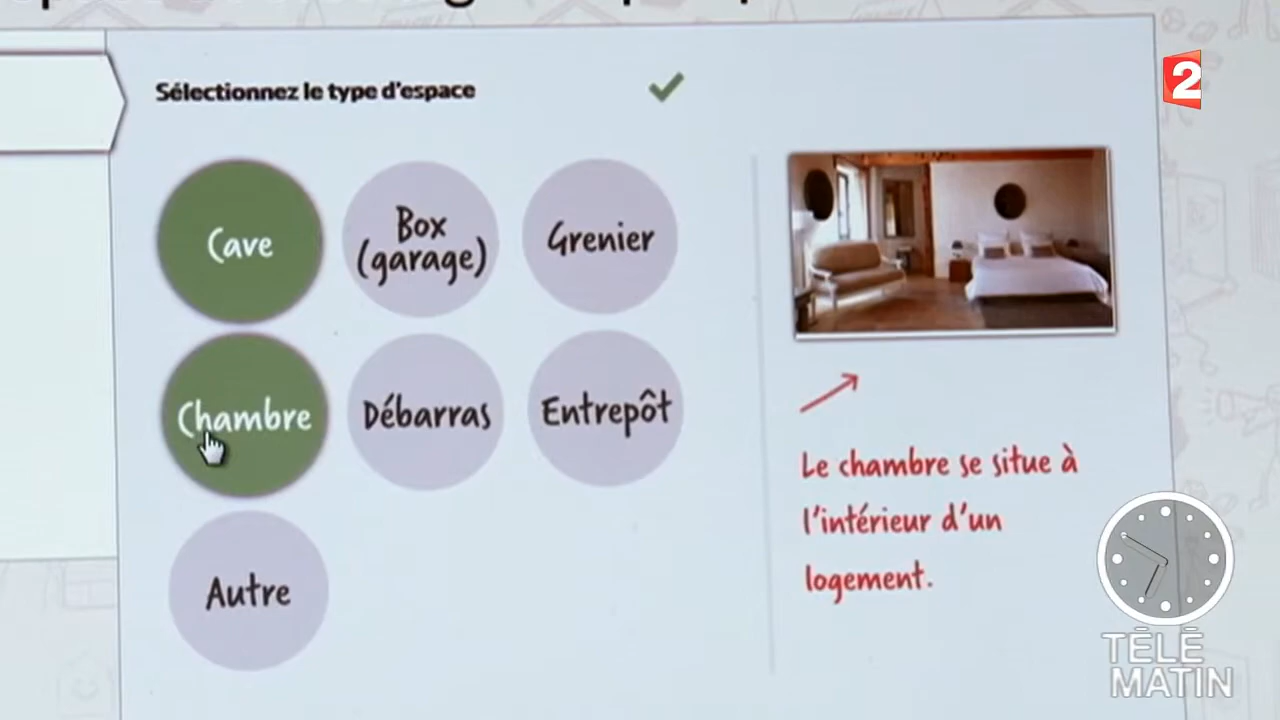 Sélectionnez le type d'espace
2
Cave
Box
(garage)
Grenier
Chambre
Débarras
Entrepôt
Autre
Le chambre se situe à
l'intérieur d'un
logement.
TÉLÉ
MATIN